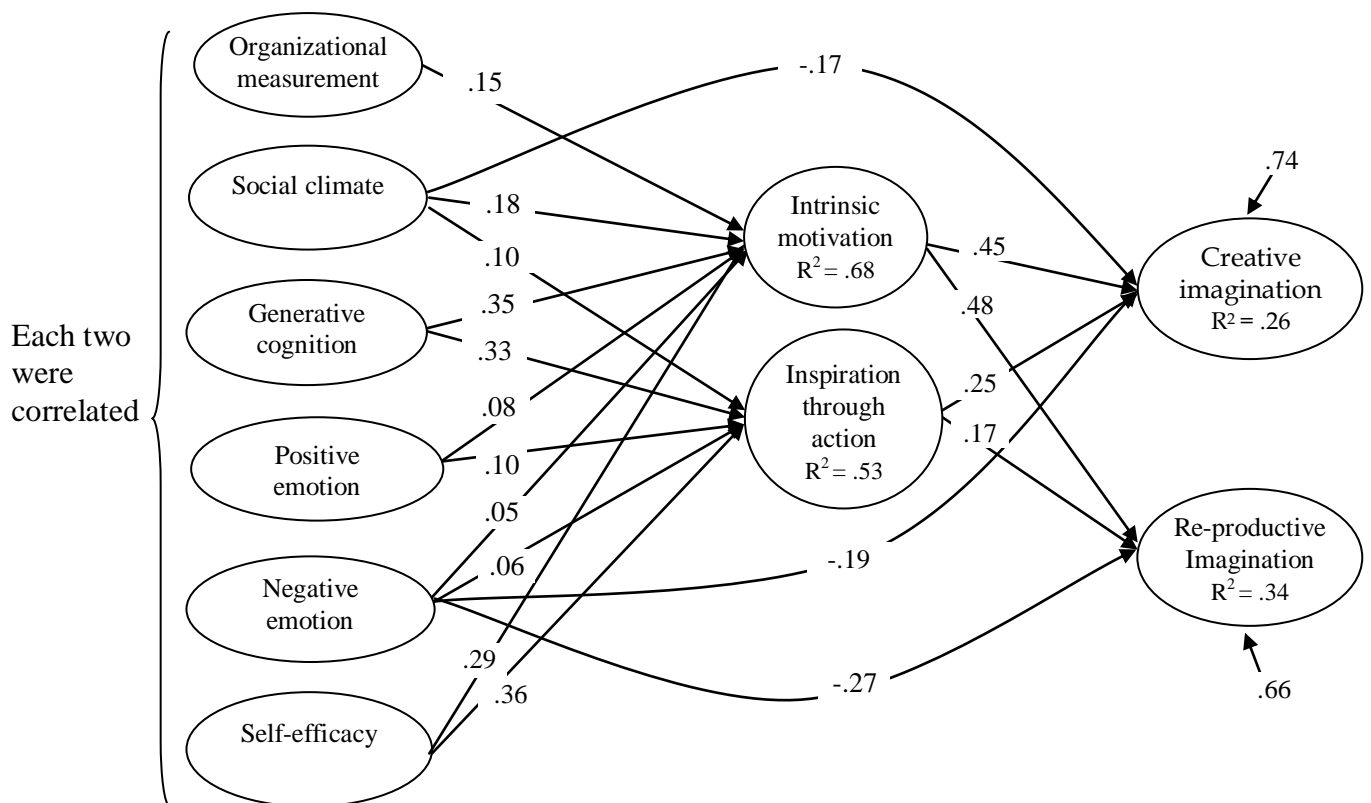 Each two
were
correlated
Organizational
measurement
Social climate
Generative
cognition
Positive
emotion
Negative
emotion
Self-efficacy
.15
.18
.10
.35
.33
.08
.10
.05
.06
.29
.36
-.17
-.19
-.27
Intrinsic
motivation
R² = .68
Inspiration
through
action
R² = .53
.45
.48
.25
.17
.74
Creative
imagination
R² = .26
Re-productive
Imagination
R² = .34
.66